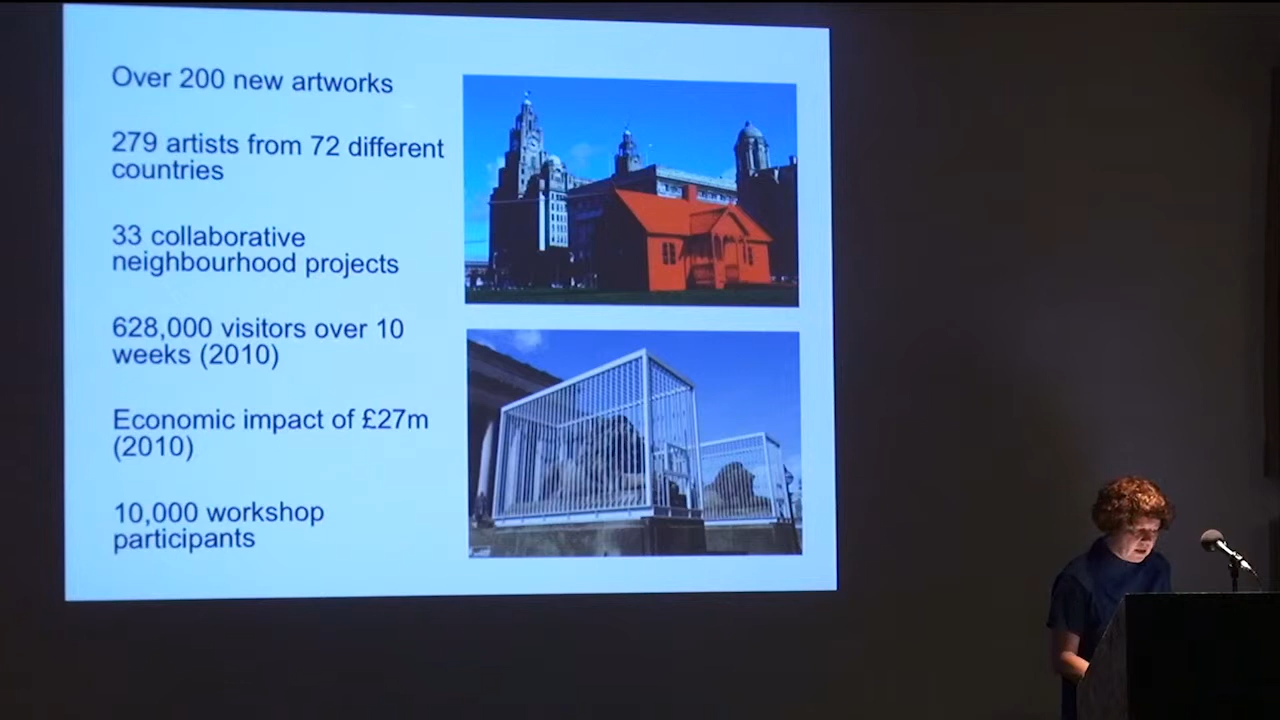 Over 200 new artworks
279 artists from 72 different
countries
33 collaborative
neighbourhood projects
628,000 visitors over 10
weeks (2010)
Economic impact of £27m
(2010)
10,000 workshop
participants